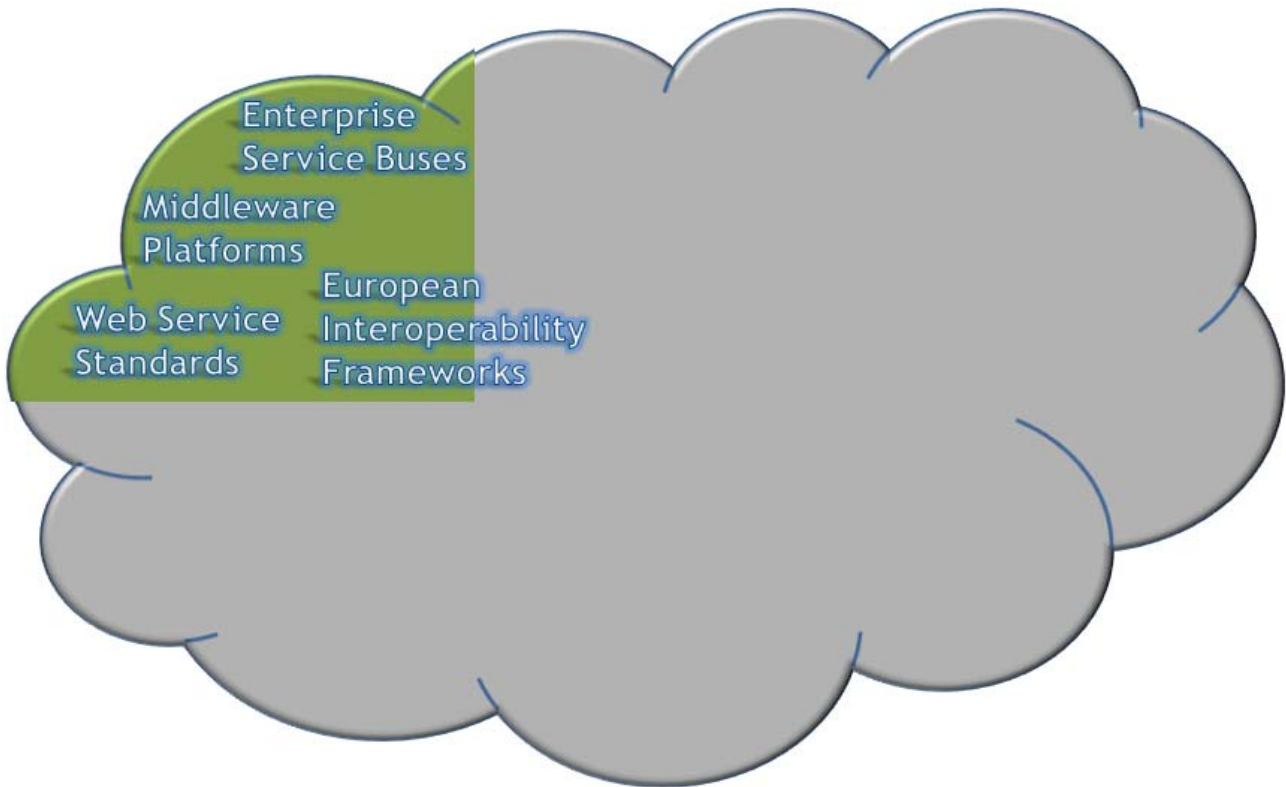 Enterprise
Service Buses
Middleware
Platforms
European
Interoperability
Frameworks
Web Service
Standards